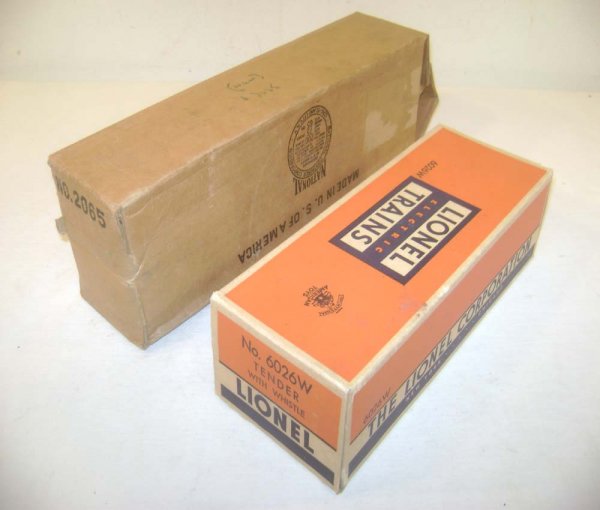 NO. 2065
NATIONAL
MADE IN U. S. OF AMERICA
6026W
LIONEL
ELECTRIC
TRAINS
No. 6026W
TENDER
WITH WHISTLE
LIONEL
6026W
THE LIONEL CORPORATION